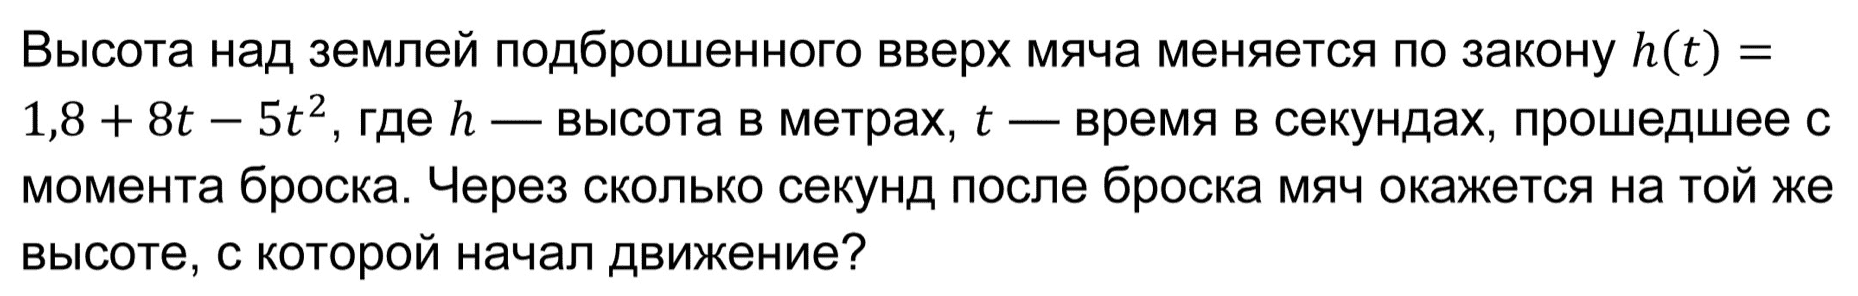 Высота над землей подброшенного вверх мяча меняется по закону h(t) =
1,8 + 8t − 5t², где h — высота в метрах, t — время в секундах, прошедшее с
момента броска. Через сколько секунд после броска мяч окажется на той же
высоте, с которой начал движение?